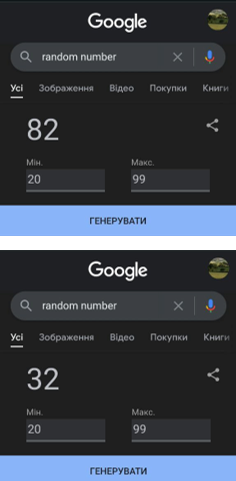 Google
random number
Усі Зображення Відео Покупки Книги
82
Мін. Макс.
20 99
ГЕНЕРУВАТИ
Google
random number
Усі Зображення Відео Покупки Книги
32
Мін. Макс.
20 99
ГЕНЕРУВАТИ